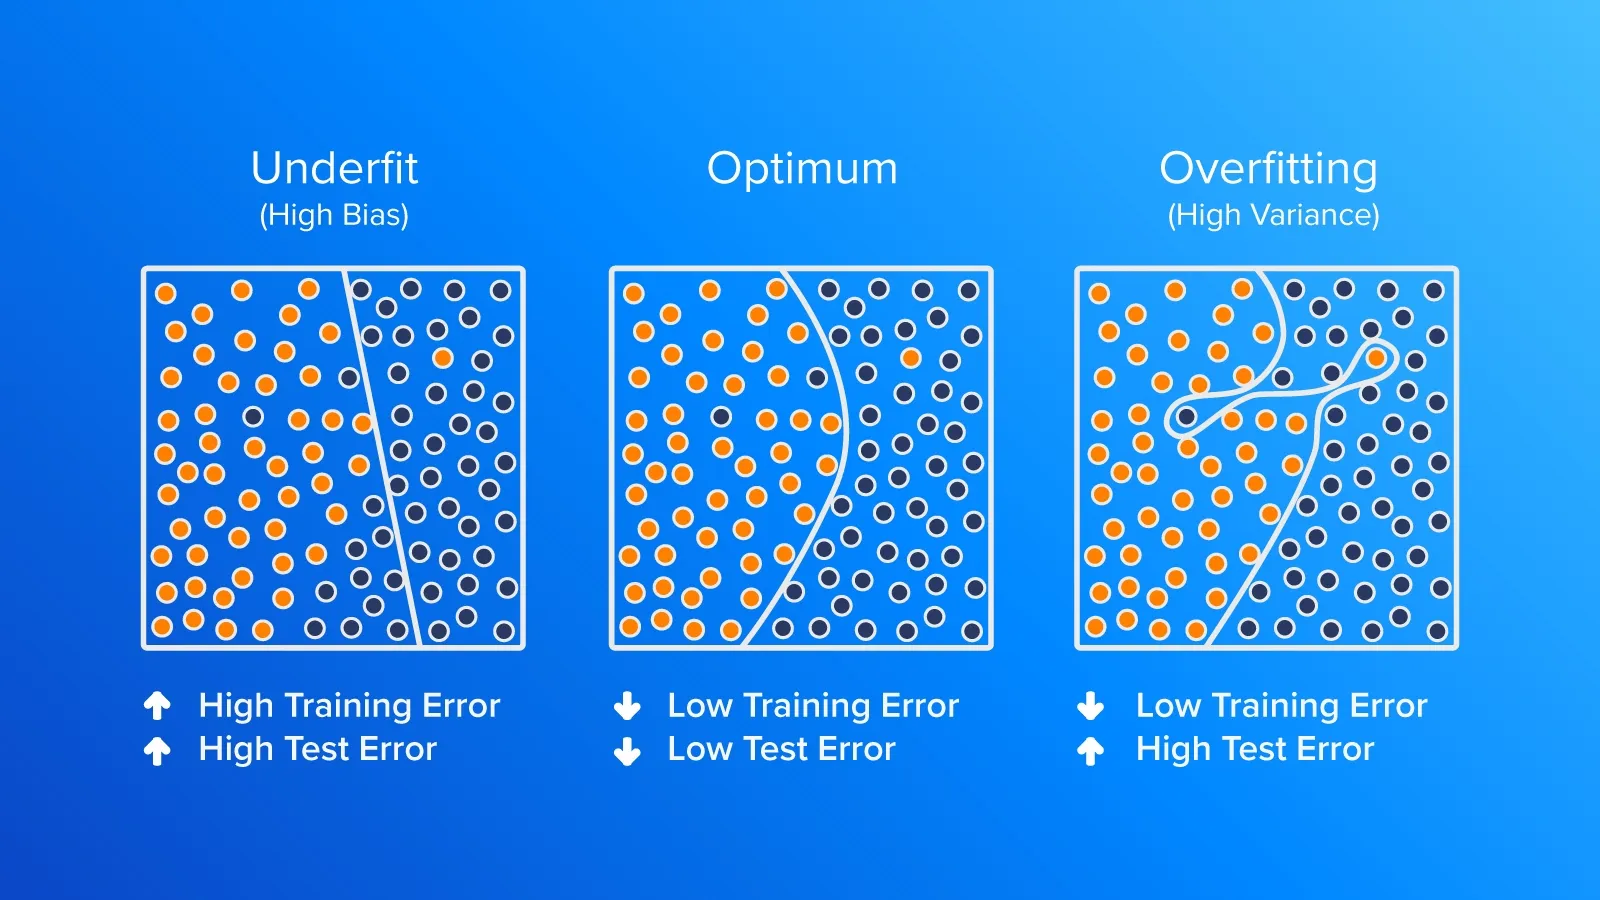 Underfit
(High Bias)
Optimum
Overfitting
(High Variance)
High Training Error
High Test Error
Low Training Error
Low Test Error
Low Training Error
High Test Error